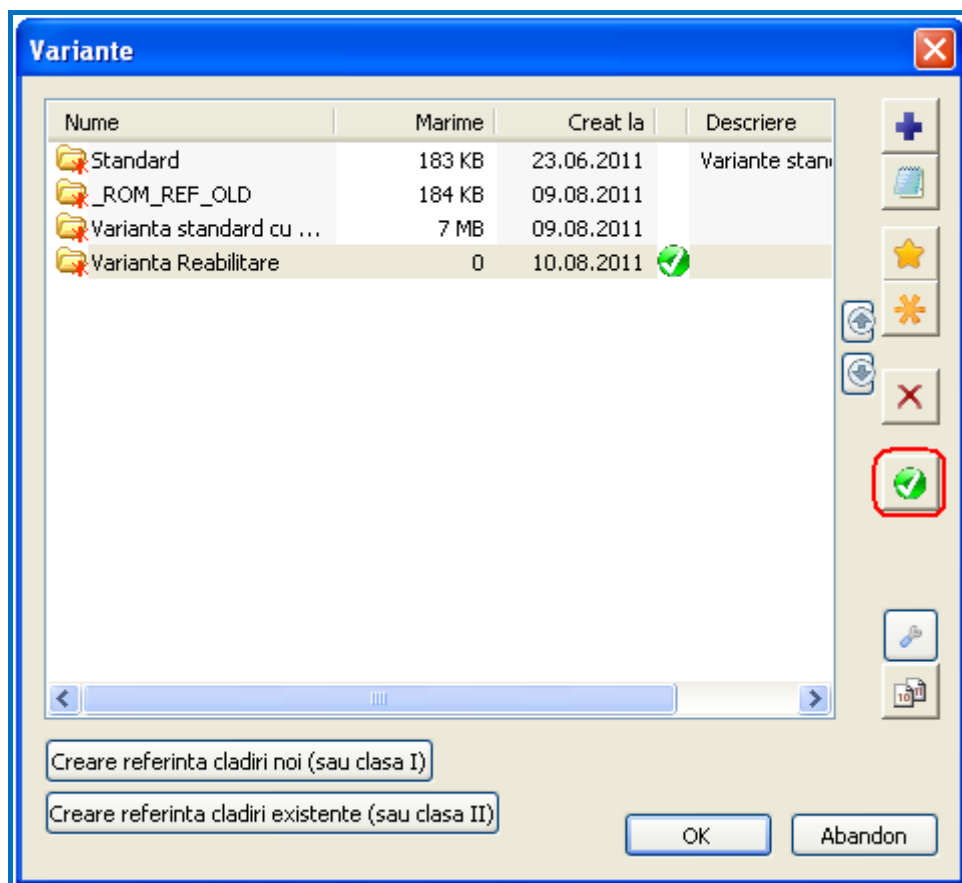 Variante
Nume Marime Creat la Descriere
Standard 183 KB 23.06.2011 Variante stan
_ROM_REF_OLD 184 KB 09.08.2011
Varianta standard cu ... 7 MB 09.08.2011
Varianta Reabilitare 0 10.08.2011
Creare referinta cladiri noi (sau clasa I)
Creare referinta cladiri existente (sau clasa II)
OK Abandon